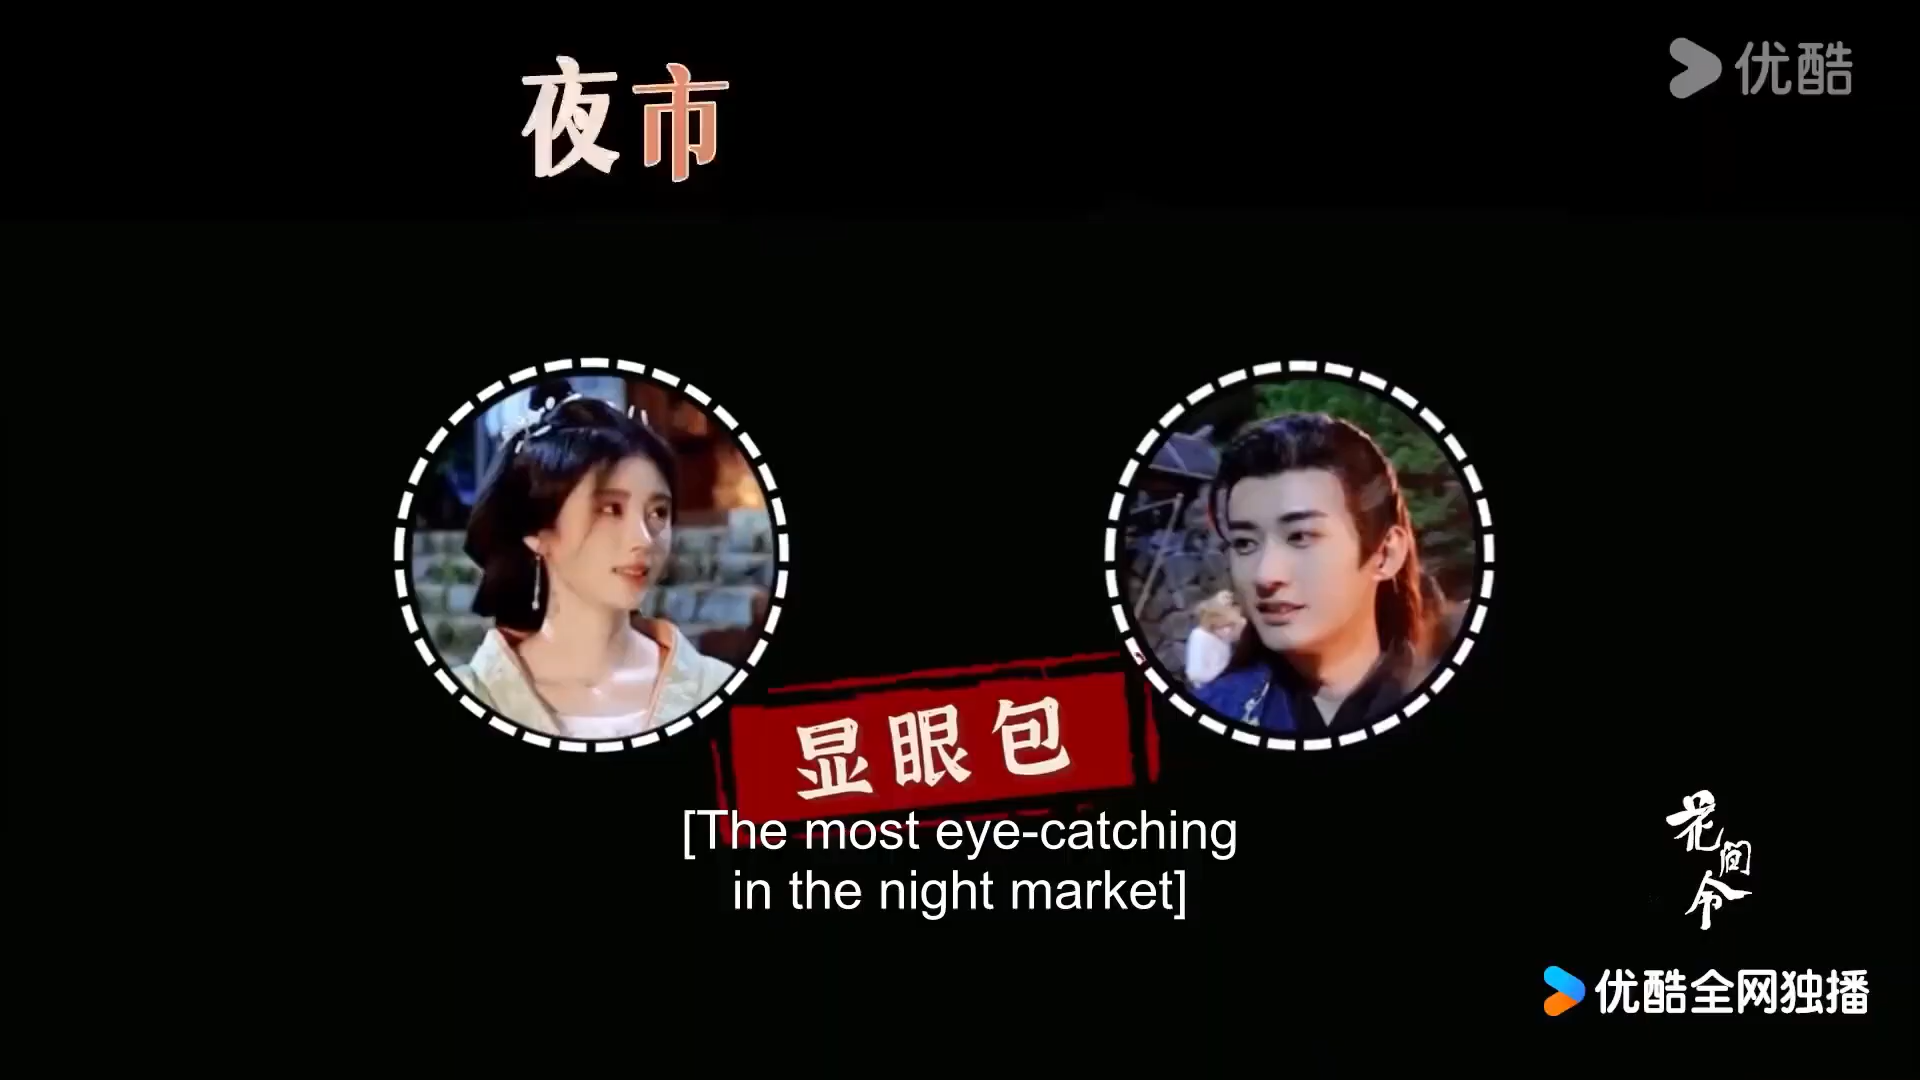 夜市
优酷
显眼包
[The most eye-catching
in the night market]
花间令
优酷全网独播